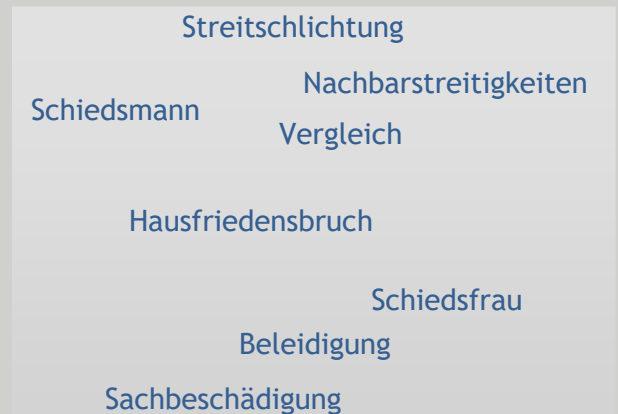 Streitschlichtung
Nachbarstreitigkeiten
Schiedsmann
Vergleich
Hausfriedensbruch
Schiedsfrau
Beleidigung
Sachbeschädigung